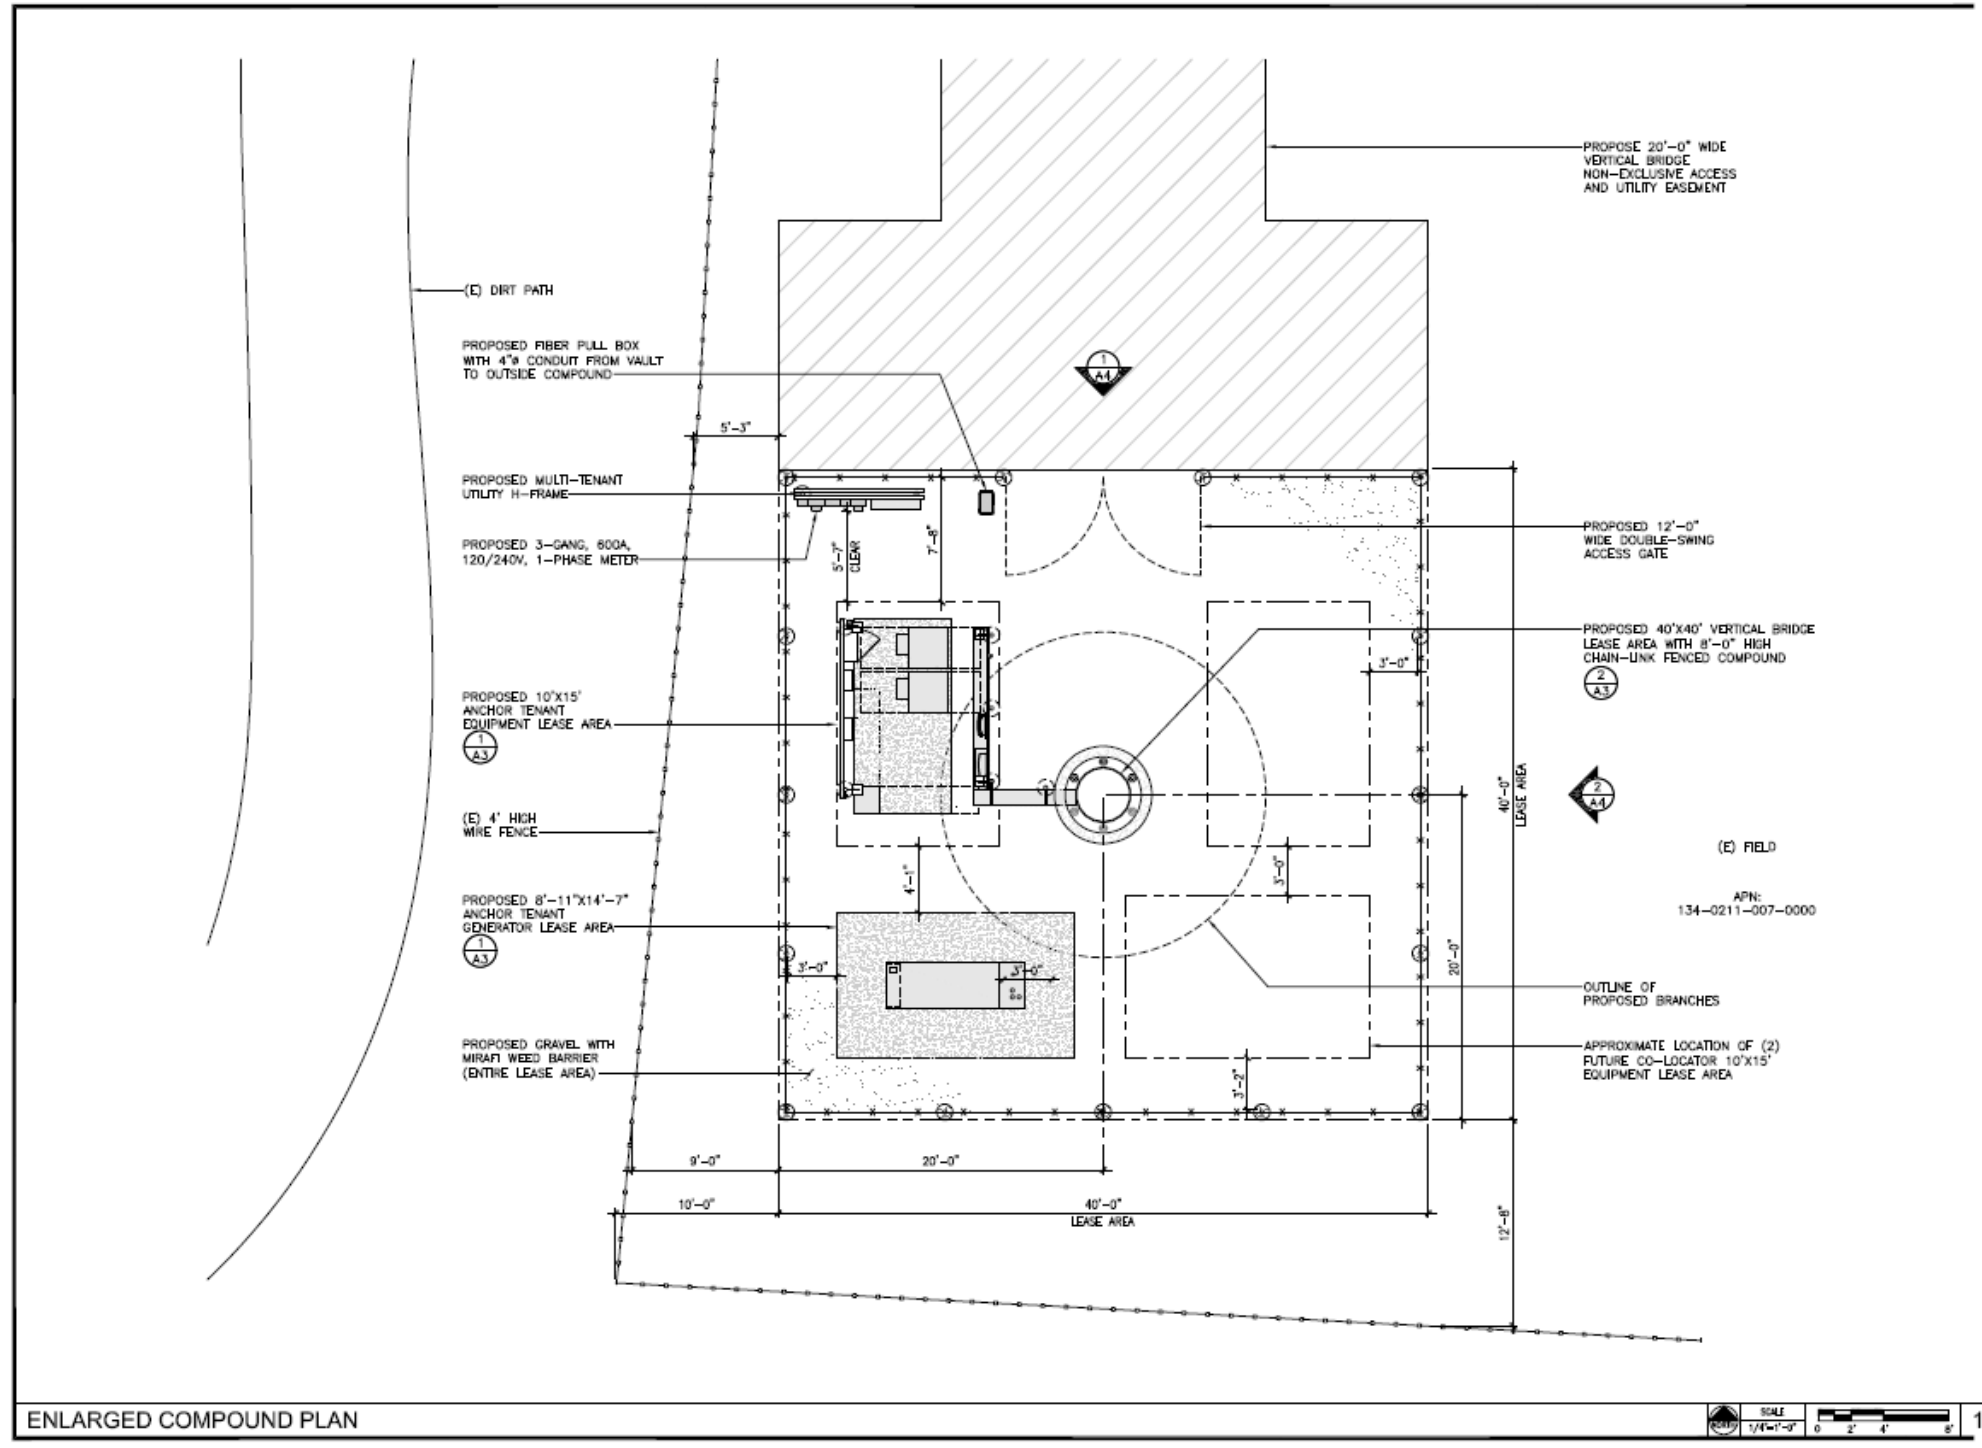 PROPOSE 20'-0" WIDE
VERTICAL BRIDGE
NON-EXCLUSIVE ACCESS
AND UTILITY EASEMENT
(E) DIRT PATH
PROPOSED FIBER PULL BOX
WITH 4"ø CONDUIT FROM VAULT
TO OUTSIDE COMPOUND
1
A4
5'-3"
PROPOSED MULTI-TENANT
UTILITY H-FRAME
PROPOSED 3-GANG, 600A,
120/240V, 1-PHASE METER
5'-7"
CLEAR
7'-8"
PROPOSED 12'-0"
WIDE DOUBLE-SWING
ACCESS GATE
PROPOSED 40'X40' VERTICAL BRIDGE
LEASE AREA WITH 8'-0" HIGH
CHAIN-LINK FENCED COMPOUND
2
A3
3'-0"
PROPOSED 10'X15'
ANCHOR TENANT
EQUIPMENT LEASE AREA
1
A3
40'-0"
LEASE AREA
2
A4
(E) 4' HIGH
WIRE FENCE
(E) FIELD
APN:
134-0211-007-0000
4'-1"
3'-0"
PROPOSED 8'-11"X14'-7"
ANCHOR TENANT
GENERATOR LEASE AREA
1
A3
3'-0"
3'-0"
20'-0"
OUTLINE OF
PROPOSED BRANCHES
PROPOSED GRAVEL WITH
MIRAFI WEED BARRIER
(ENTIRE LEASE AREA)
3'-2"
APPROXIMATE LOCATION OF (2)
FUTURE CO-LOCATOR 10'X15'
EQUIPMENT LEASE AREA
9'-0"
20'-0"
10'-0"
40'-0"
LEASE AREA
12'-8"
ENLARGED COMPOUND PLAN
NORTH
SCALE
1/4"=1'-0"
0 2' 4' 8'
1